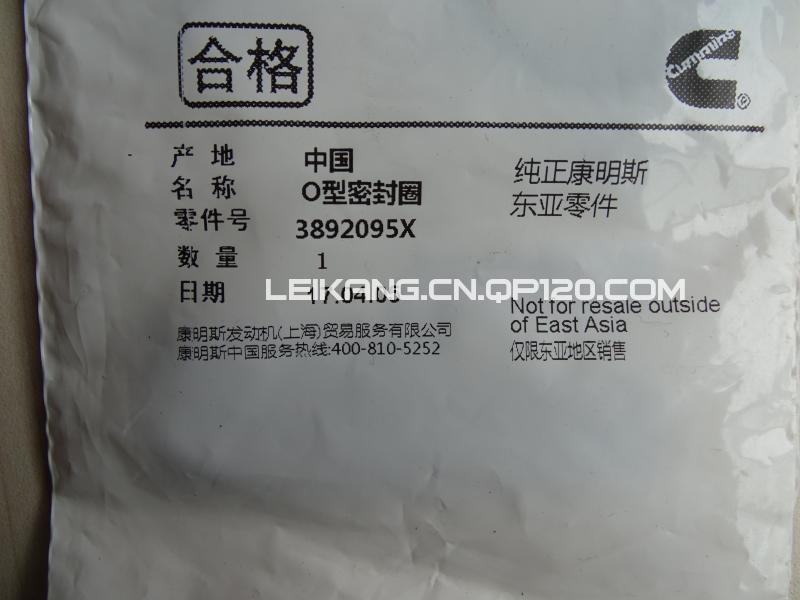 合格
Cummins
®
产地 中国
名称 O型密封圈
零件号 3892095X
数量 1
日期
纯正康明斯
东亚零件
LEIKANG.CN.QP120.COM
康明斯发动机(上海)贸易服务有限公司
康明斯中国服务热线:400-810-5252
Not for resale outside
of East Asia
仅限东亚地区销售